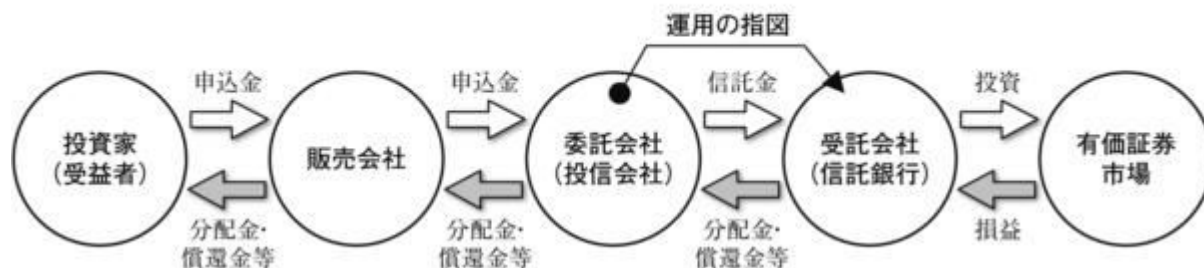 運用の指図
申込金
申込金
信託金
投資
投資家
(受益者)
販売会社
委託会社
(投信会社)
受託会社
(信託銀行)
有価証券
市場
分配金・
償還金等
分配金・
償還金等
分配金・
償還金等
損益